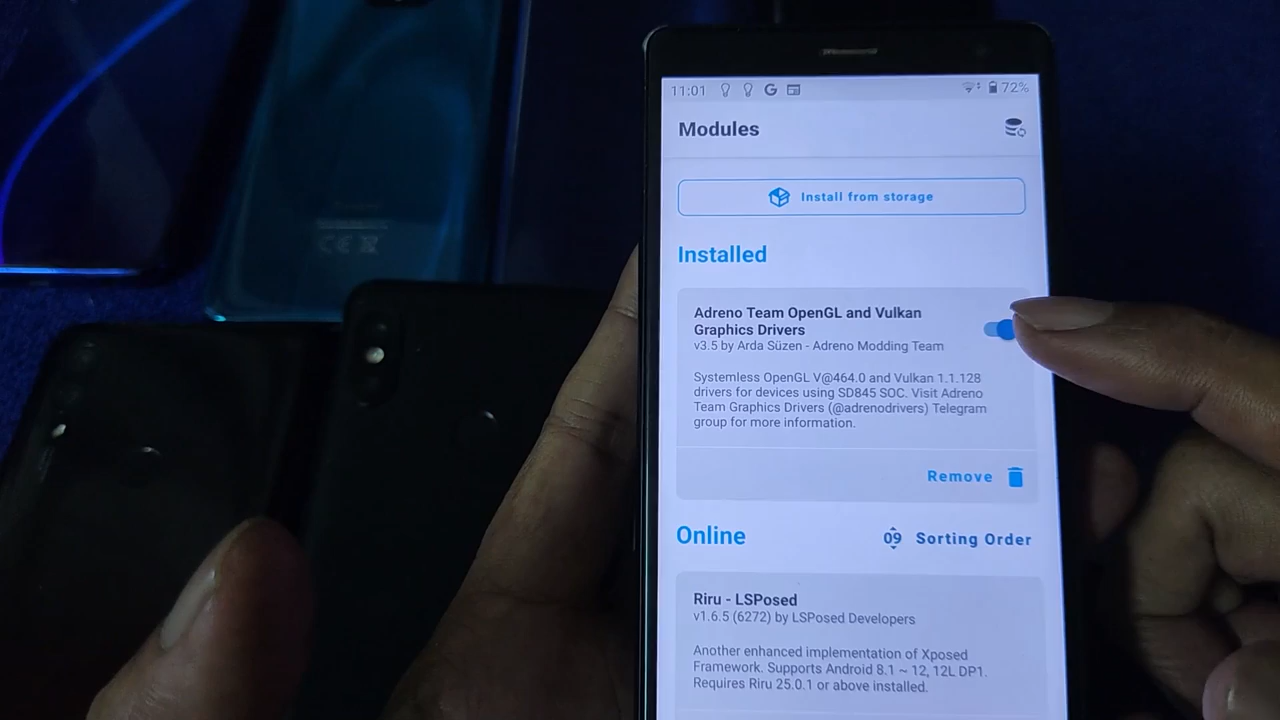 11:01
72%
Modules
Install from storage
Installed
Adreno Team OpenGL and Vulkan
Graphics Drivers
v3.5 by Arda Süzen - Adreno Modding Team
Systemless OpenGL V@464.0 and Vulkan 1.1.128
drivers for devices using SD845 SOC. Visit Adreno
Team Graphics Drivers (@adrenodrivers) Telegram
group for more information.
Remove
Online
Sorting Order
Riru - LSPosed
v1.6.5 (6272) by LSPosed Developers
Another enhanced implementation of Xposed
Framework. Supports Android 8.1 ~ 12, 12L DP1.
Requires Riru 25.0.1 or above installed.